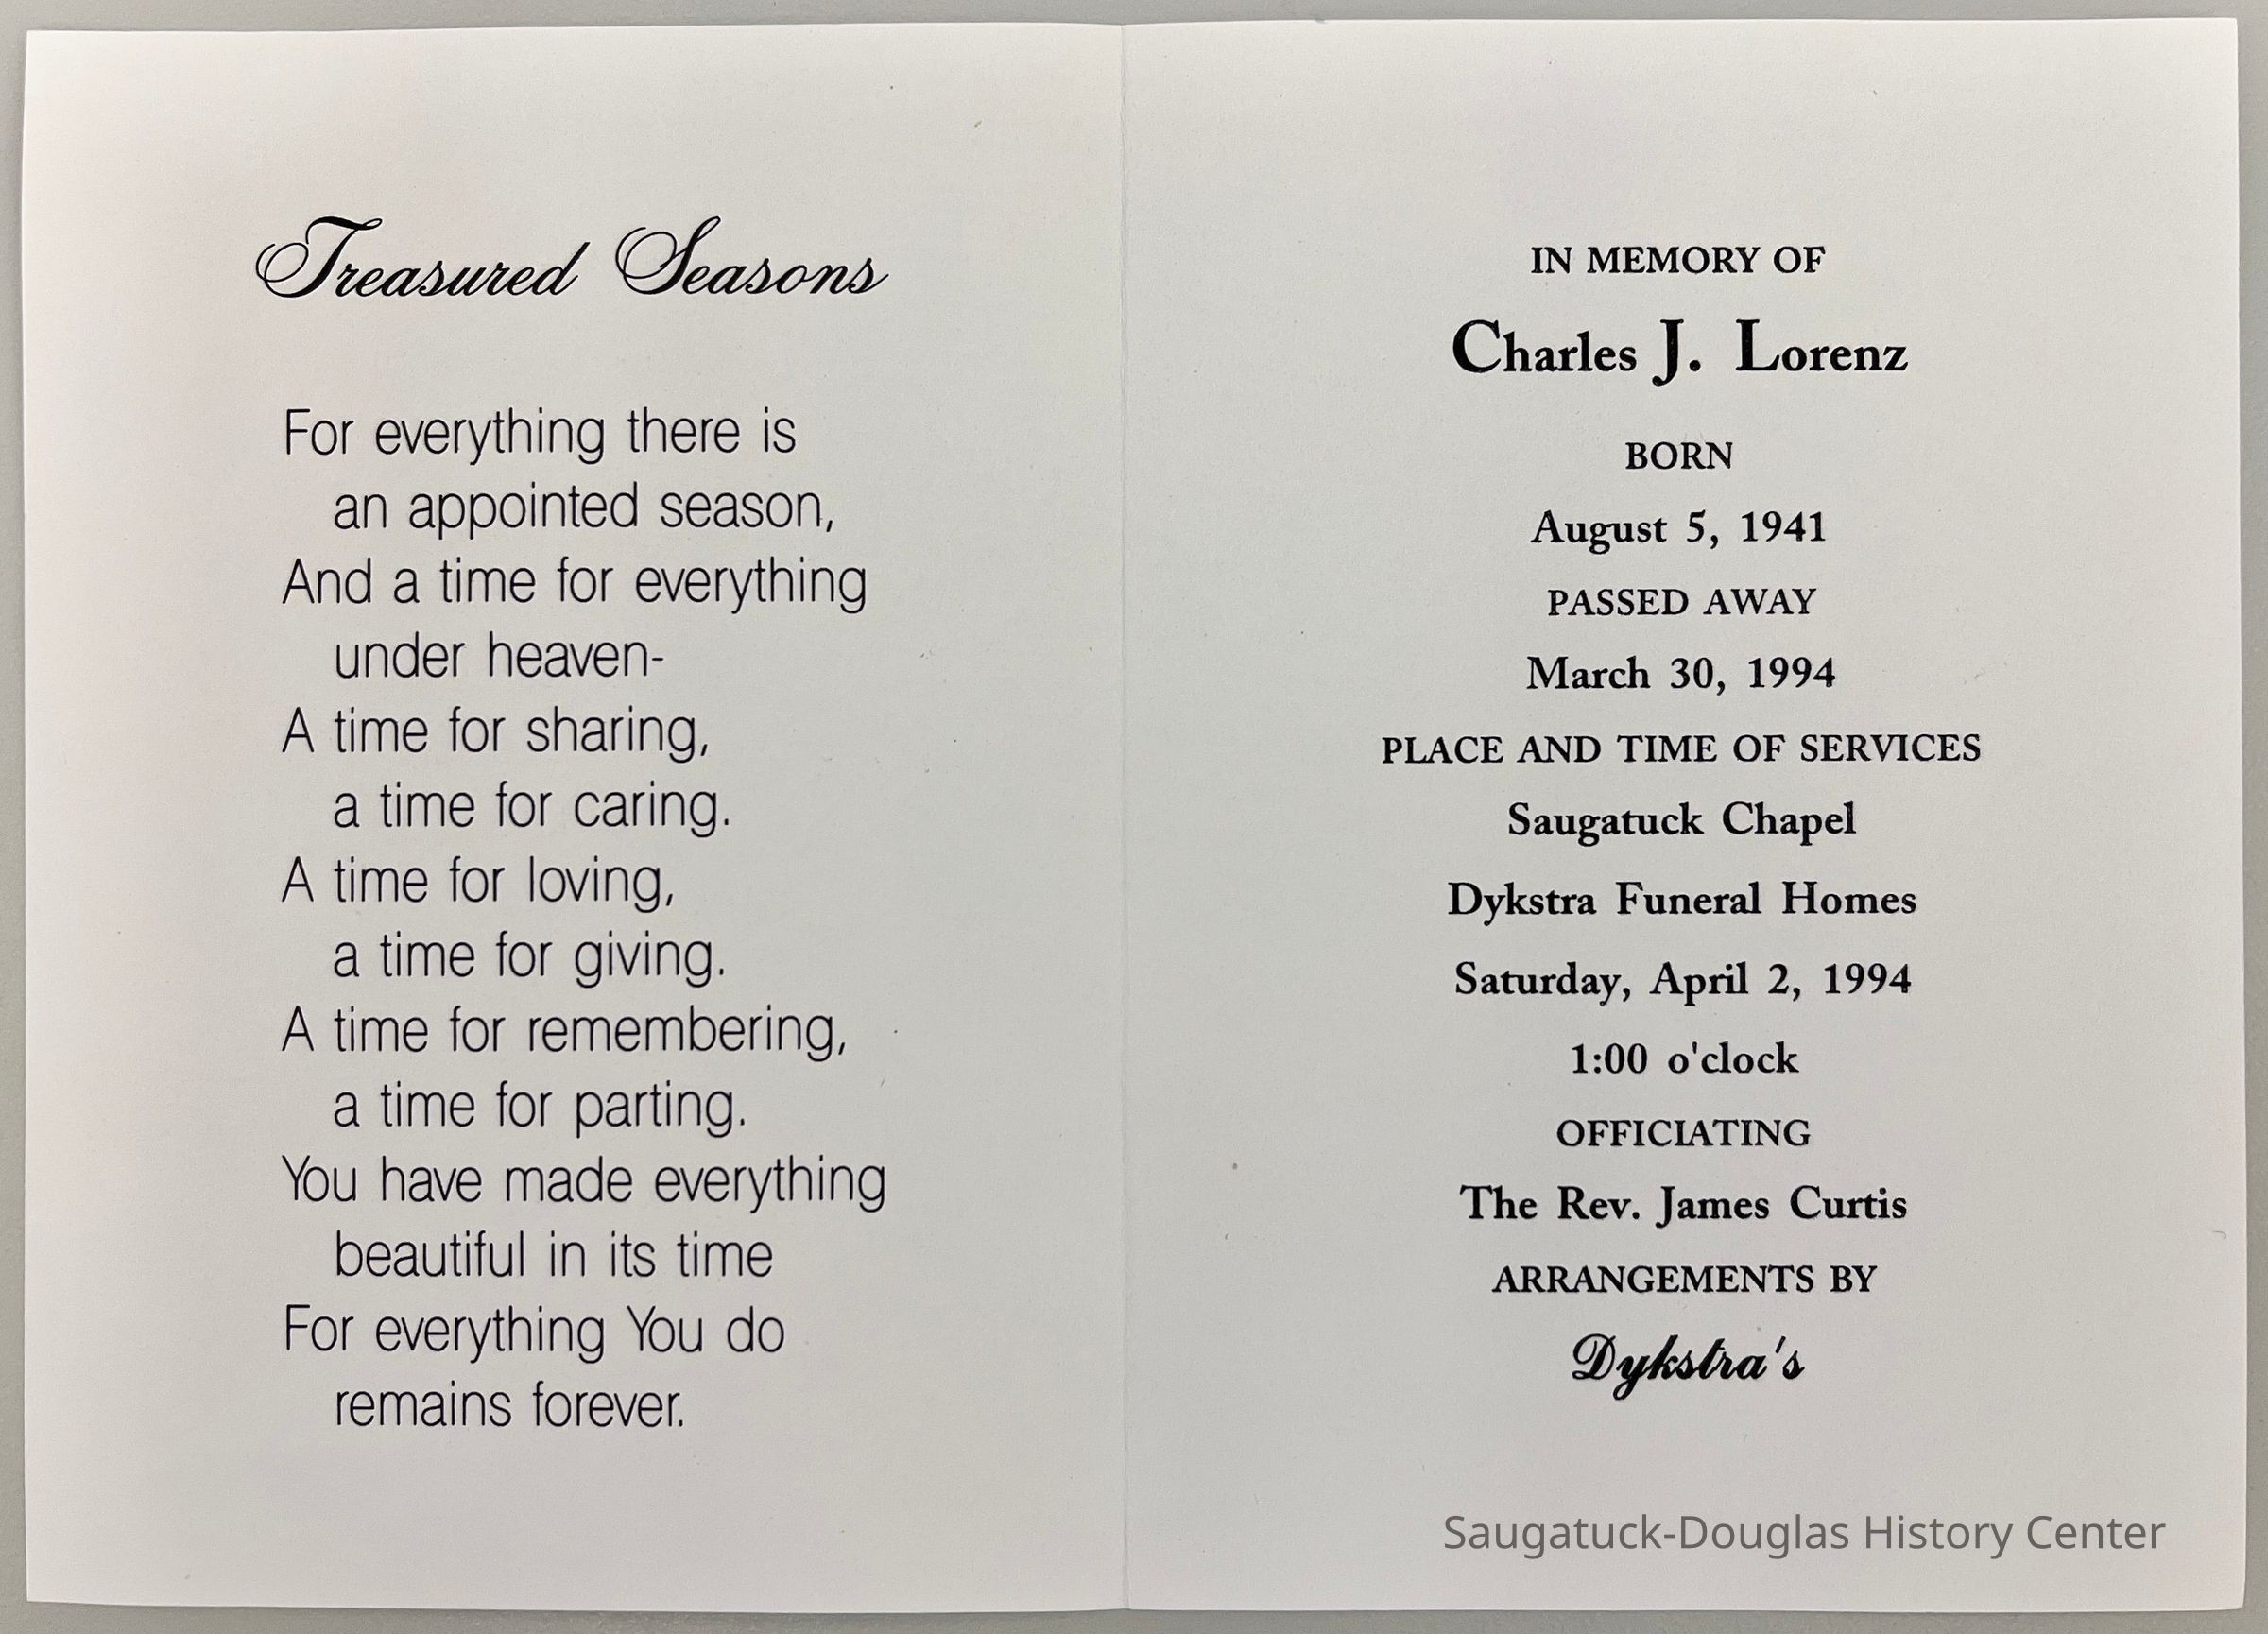 Treasured Seasons
For everything there is
an appointed season,
And a time for everything
under heaven-
A time for sharing,
a time for caring.
A time for loving,
a time for giving.
A time for remembering,
a time for parting.
You have made everything
beautiful in its time
For everything You do
remains forever.
IN MEMORY OF
Charles J. Lorenz
BORN
August 5, 1941
PASSED AWAY
March 30, 1994
PLACE AND TIME OF SERVICES
Saugatuck Chapel
Dykstra Funeral Homes
Saturday, April 2, 1994
1:00 o'clock
OFFICIATING
The Rev. James Curtis
ARRANGEMENTS BY
Dykstra's
Saugatuck-Douglas History Center